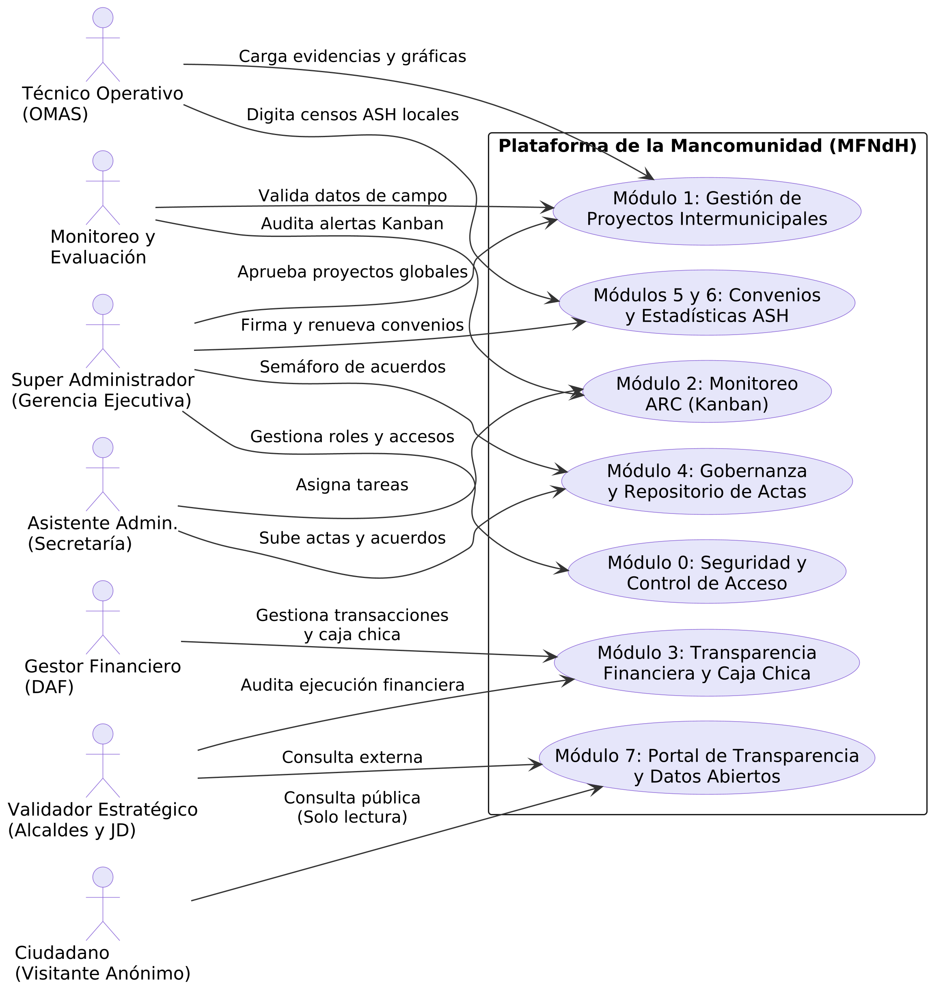 Carga evidencias y gráficas
Técnico Operativo
(OMAS)
Digita censos ASH locales
Plataforma de la Mancomunidad (MFNdH)
Valida datos de campo
Módulo 1: Gestión de
Proyectos Intermunicipales
Audita alertas Kanban
Monitoreo y
Evaluación
Aprueba proyectos globales
Módulos 5 y 6: Convenios
y Estadísticas ASH
Firma y renueva convenios
Semáforo de acuerdos
Super Administrador
(Gerencia Ejecutiva)
Módulo 2: Monitoreo
ARC (Kanban)
Gestiona roles y accesos
Módulo 4: Gobernanza
y Repositorio de Actas
Asigna tareas
Asistente Admin.
(Secretaría)
Sube actas y acuerdos
Módulo 0: Seguridad y
Control de Acceso
Gestiona transacciones
y caja chica
Módulo 3: Transparencia
Financiera y Caja Chica
Gestor Financiero
(DAF)
Audita ejecución financiera
Consulta externa
Módulo 7: Portal de Transparencia
y Datos Abiertos
Consulta pública
(Solo lectura)
Validador Estratégico
(Alcaldes y JD)
Ciudadano
(Visitante Anónimo)